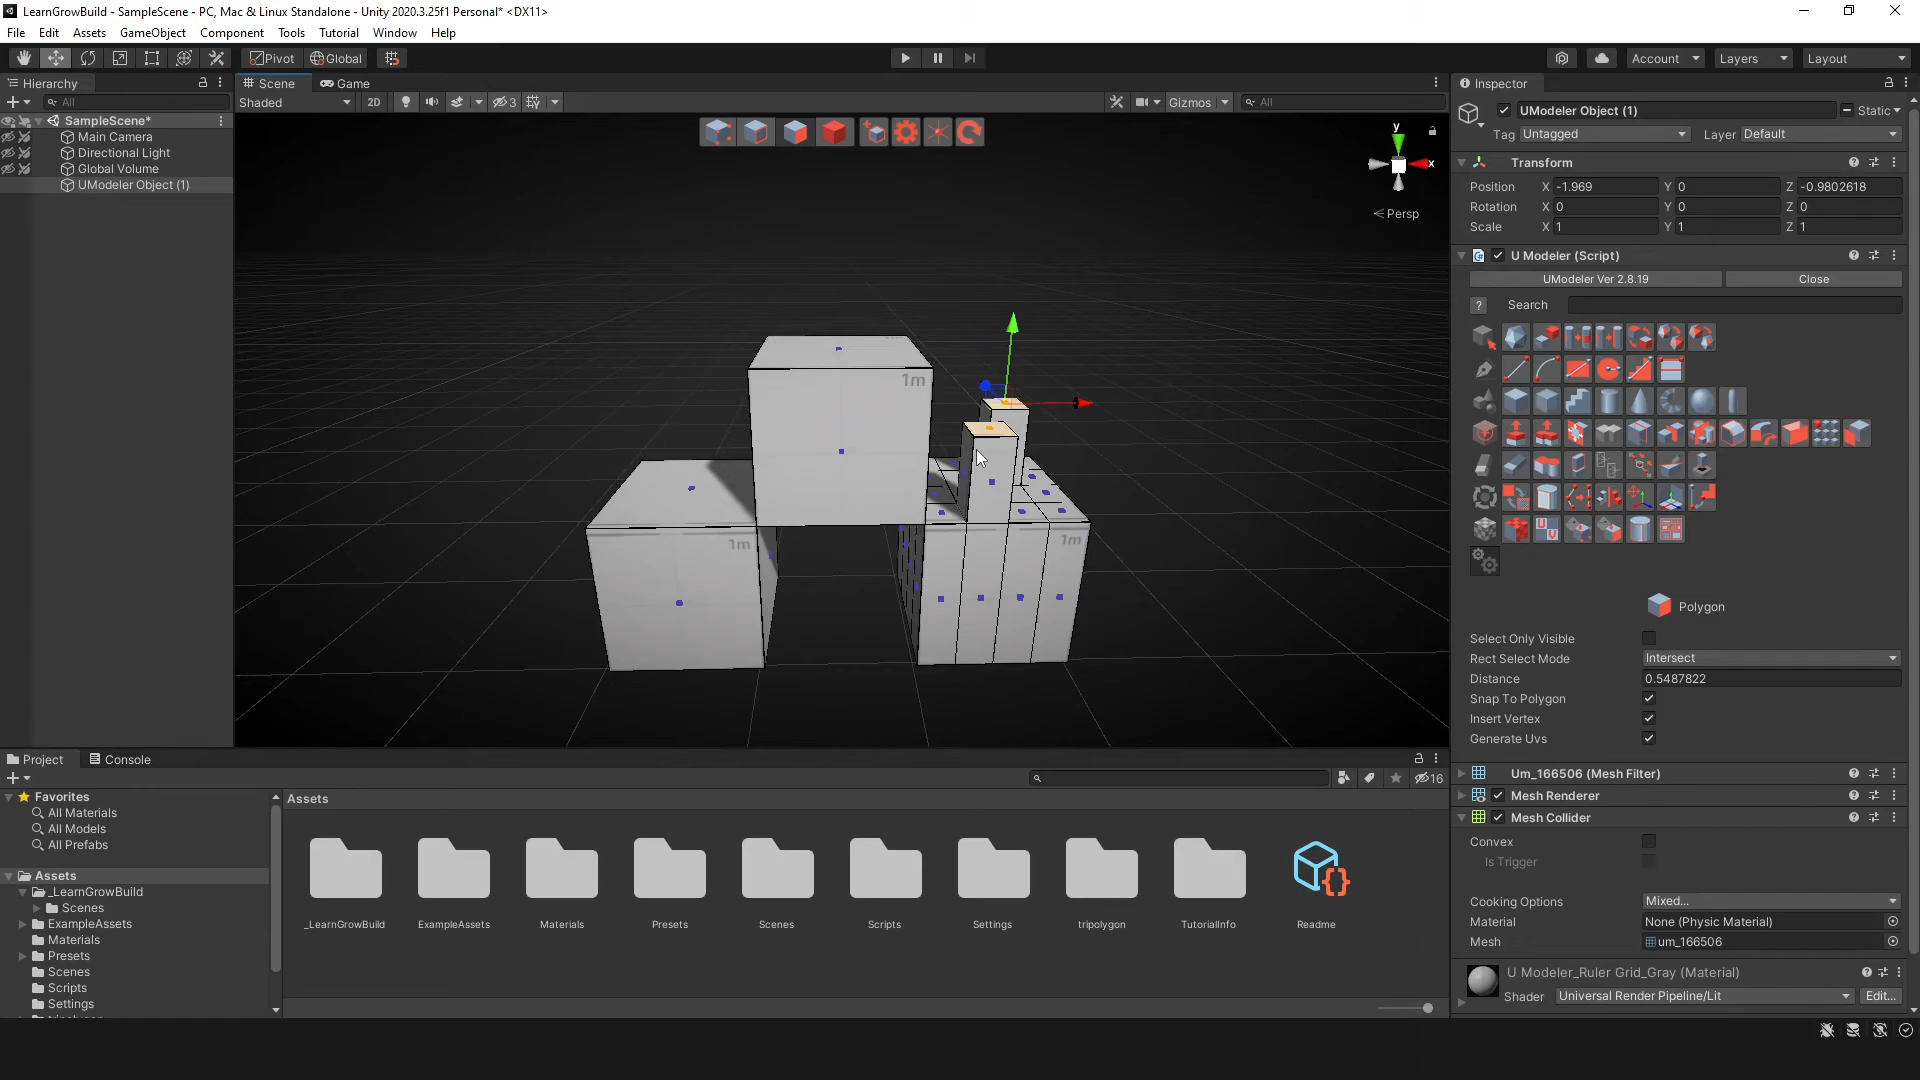 LearnGrowBuild - SampleScene - PC, Mac & Linux Standalone - Unity 2020.3.25f1 Personal* <DX11>
File Edit Assets GameObject Component Tools Tutorial Window Help
Pivot Global Account Layers Layout
Hierarchy
All
SampleScene*
Main Camera
Directional Light
Global Volume
UModeler Object (1)
Scene Game
Shaded 2D 3 Gizmos All
y
x
Persp
1m
1m
1m
Inspector
UModeler Object (1) Static
Tag Untagged Layer Default
Transform
Position X -1.969 Y 0 Z -0.9802618
Rotation X 0 Y 0 Z 0
Scale X 1 Y 1 Z 1
U Modeler (Script)
UModeler Ver 2.8.19 Close
? Search
Polygon
Select Only Visible
Rect Select Mode Intersect
Distance 0.5487822
Snap To Polygon
Insert Vertex
Generate Uvs
Um_166506 (Mesh Filter)
Mesh Renderer
Mesh Collider
Convex
Is Trigger
Cooking Options Mixed...
Material None (Physic Material)
Mesh um_166506
U Modeler_Ruler Grid_Gray (Material)
Shader Universal Render Pipeline/Lit Edit...
Project Console
16
Favorites
All Materials
All Models
All Prefabs
Assets
_LearnGrowBuild
Scenes
ExampleAssets
Materials
Presets
Scenes
Scripts
Settings
Assets
_LearnGrowBuild ExampleAssets Materials Presets Scenes Scripts Settings tripolygon TutorialInfo Readme